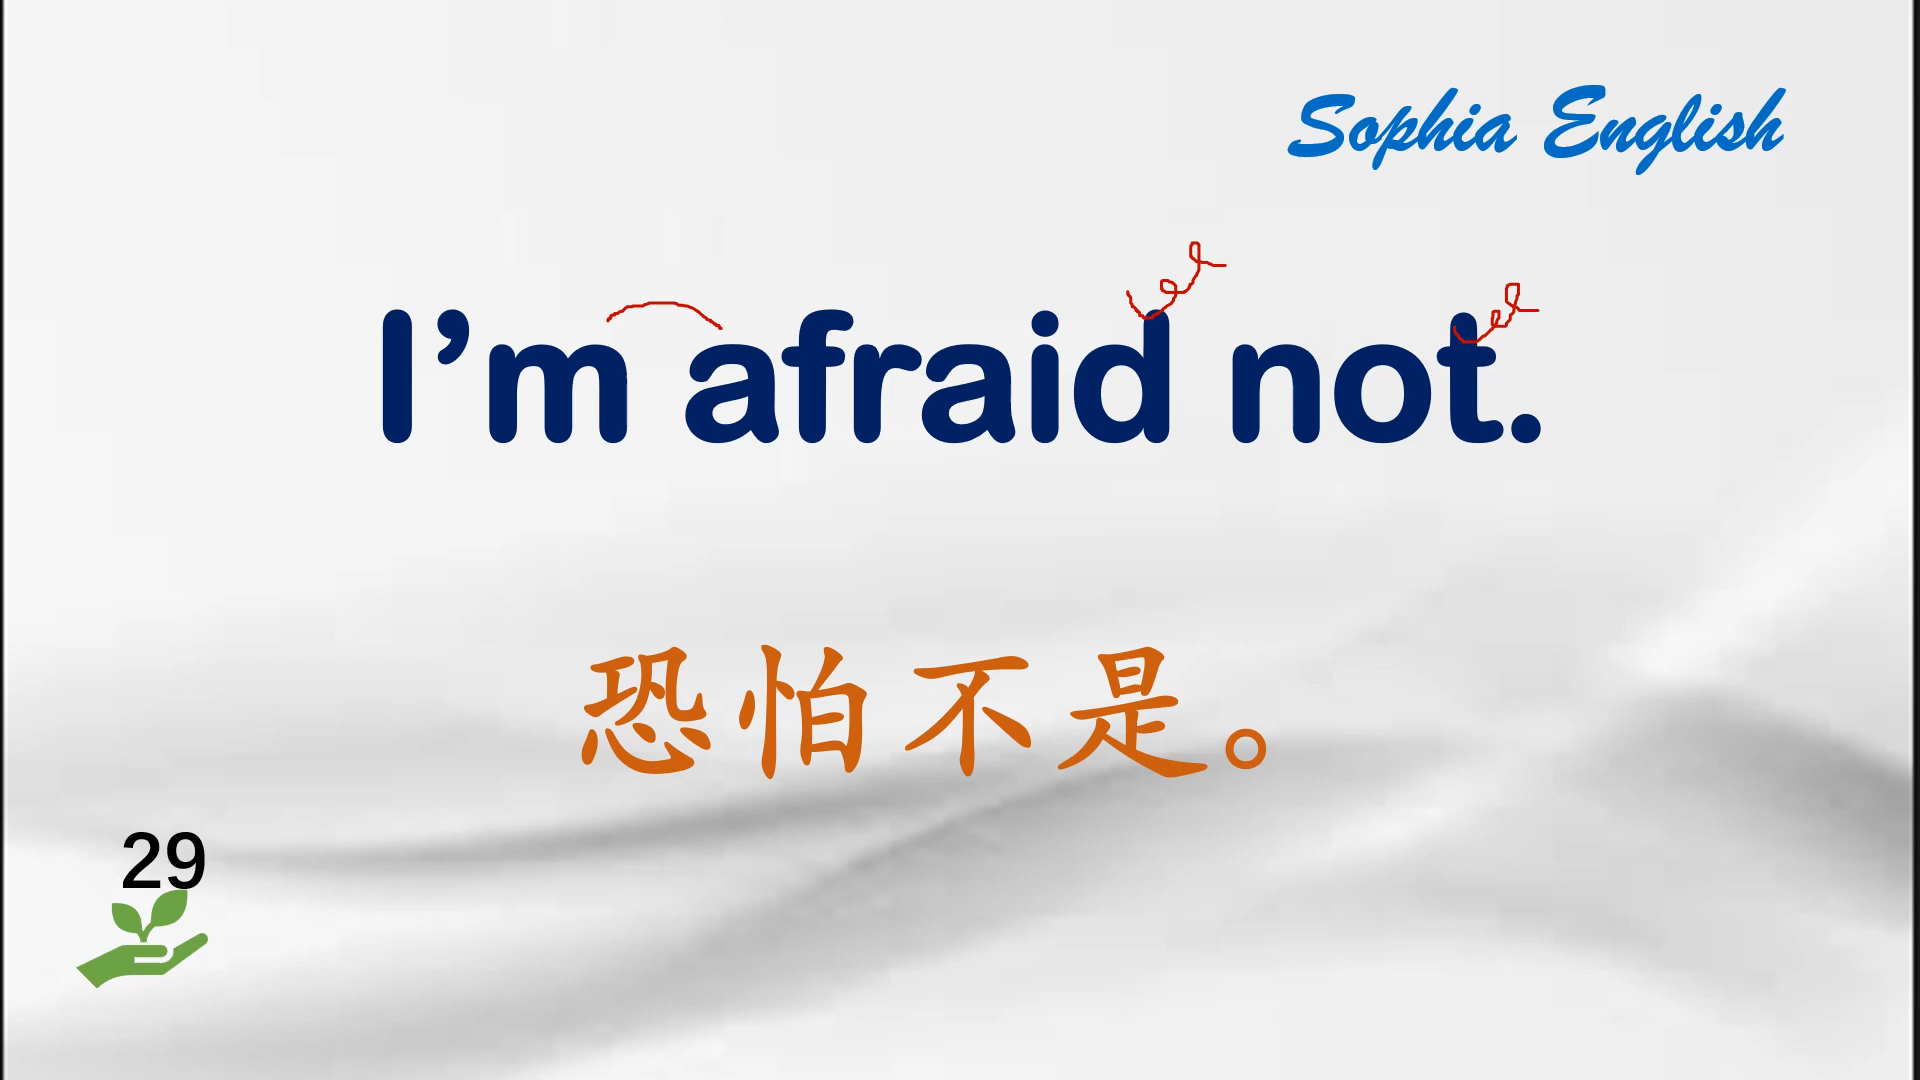 Sophia English
I’m afraid not.
恐怕不是。
29